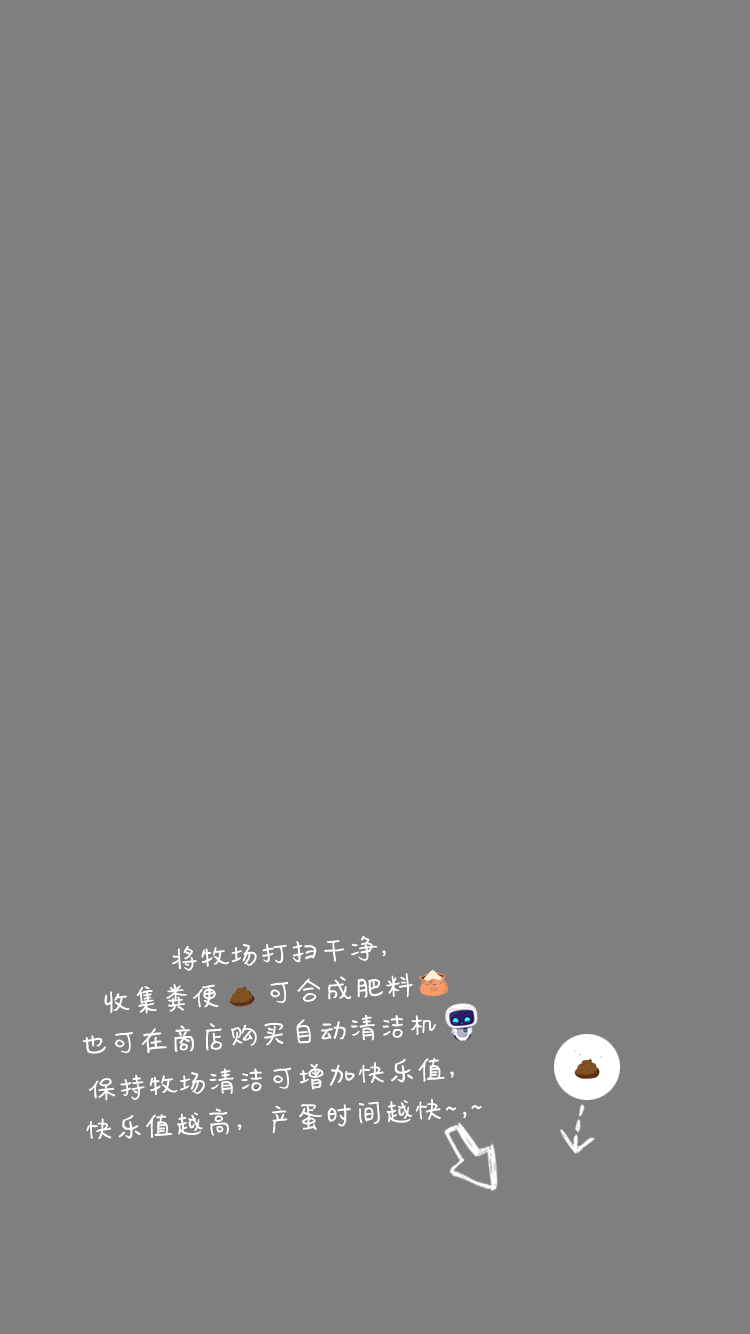 将牧场打扫干净,
收集粪便 可合成肥料
也可在商店购买自动清洁机
保持牧场清洁可增加快乐值,
快乐值越高, 产蛋时间越快~,~